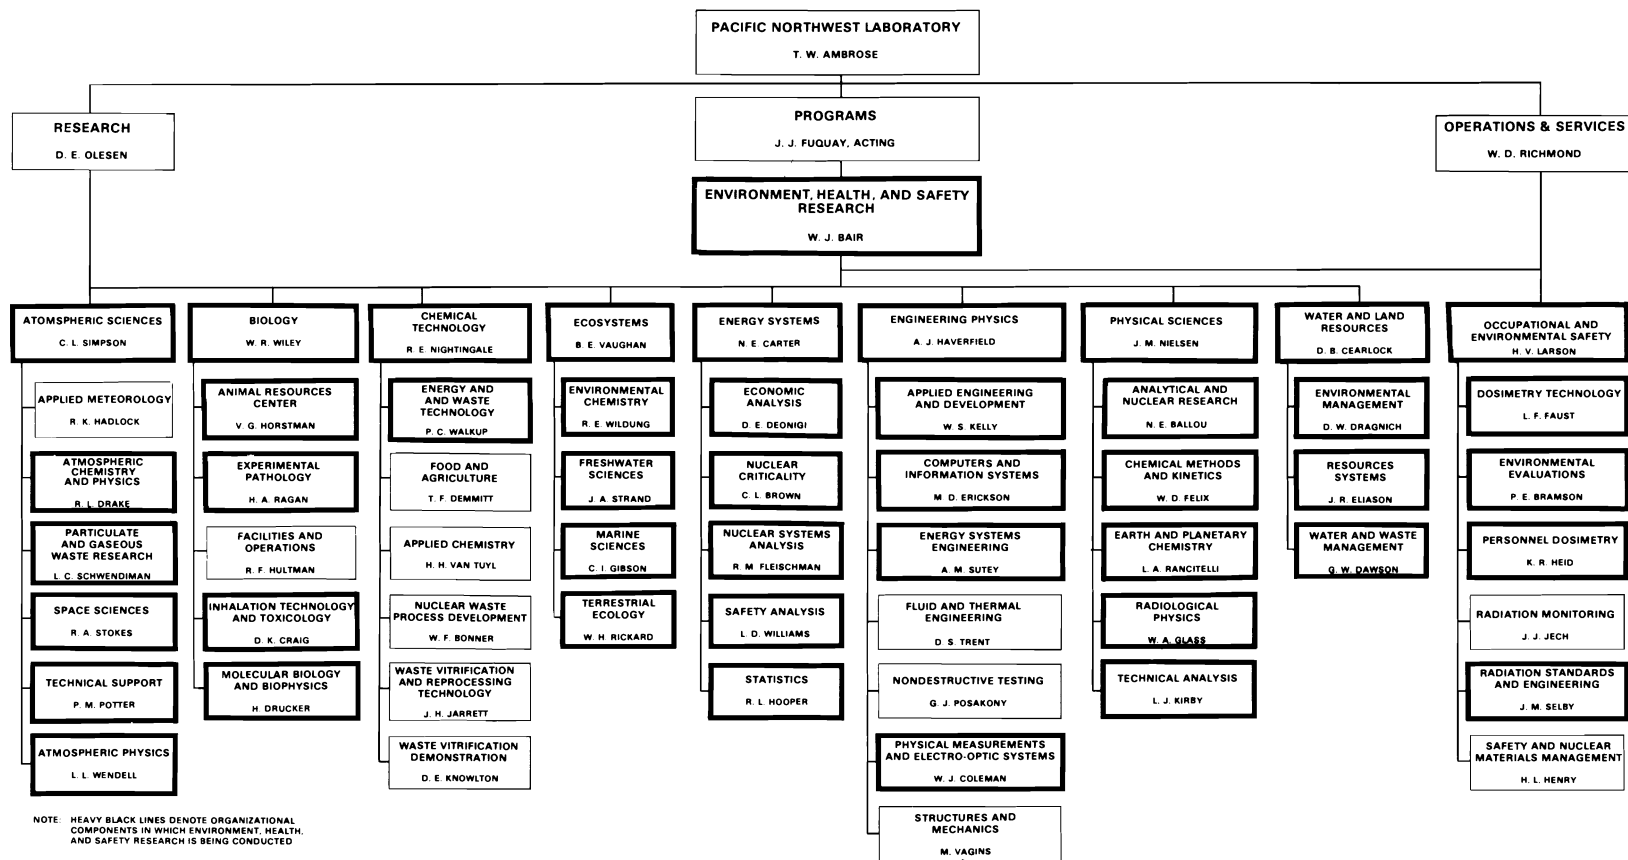 PACIFIC NORTHWEST LABORATORY
T. W. AMBROSE
RESEARCH
D. E. OLESEN
PROGRAMS
J. J. FUQUAY, ACTING
OPERATIONS & SERVICES
W. D. RICHMOND
ENVIRONMENT, HEALTH, AND SAFETY
RESEARCH
W. J. BAIR
ATOMSPHERIC SCIENCES
C. L. SIMPSON
APPLIED METEOROLOGY
R. K. HADLOCK
ATMOSPHERIC
CHEMISTRY
AND PHYSICS
R. L. DRAKE
PARTICULATE
AND GASEOUS
WASTE RESEARCH
L. C. SCHWENDIMAN
SPACE SCIENCES
R. A. STOKES
TECHNICAL SUPPORT
P. M. POTTER
ATMOSPHERIC PHYSICS
L. L. WENDELL
BIOLOGY
W. R. WILEY
ANIMAL RESOURCES
CENTER
V. G. HORSTMAN
EXPERIMENTAL
PATHOLOGY
H. A. RAGAN
FACILITIES AND
OPERATIONS
R. F. HULTMAN
INHALATION TECHNOLOGY
AND TOXICOLOGY
D. K. CRAIG
MOLECULAR BIOLOGY
AND BIOPHYSICS
H. DRUCKER
CHEMICAL
TECHNOLOGY
R. E. NIGHTINGALE
ENERGY AND
AND WASTE
TECHNOLOGY
P. C. WALKUP
FOOD AND
AGRICULTURE
T. F. DEMMITT
APPLIED CHEMISTRY
H. H. VAN TUYL
NUCLEAR WASTE
PROCESS DEVELOPMENT
W. F. BONNER
WASTE VITRIFICATION
AND REPROCESSING
TECHNOLOGY
J. H. JARRETT
WASTE VITRIFICATION
DEMONSTRATION
D. E. KNOWLTON
ECOSYSTEMS
B. E. VAUGHAN
ENVIRONMENTAL
CHEMISTRY
R. E. WILDUNG
FRESHWATER
SCIENCES
J. A. STRAND
MARINE
SCIENCES
C. I. GIBSON
TERRESTRIAL
ECOLOGY
W. H. RICKARD
ENERGY SYSTEMS
N. E. CARTER
ECONOMIC
ANALYSIS
D. E. DEONIGI
NUCLEAR
CRITICALITY
C. L. BROWN
NUCLEAR SYSTEMS
ANALYSIS
R. M. FLEISCHMAN
SAFETY ANALYSIS
L. D. WILLIAMS
STATISTICS
R. L. HOOPER
ENGINEERING PHYSICS
A. J. HAVERFIELD
APPLIED ENGINEERING
AND DEVELOPMENT
W. S. KELLY
COMPUTERS AND
INFORMATION SYSTEMS
M. D. ERICKSON
ENERGY SYSTEMS
ENGINEERING
A. M. SUTEY
FLUID AND THERMAL
ENGINEERING
D. S. TRENT
NONDESTRUCTIVE TESTING
G. J. POSAKONY
PHYSICAL MEASUREMENTS
AND ELECTRO-OPTIC SYSTEMS
W. J. COLEMAN
STRUCTURES AND
MECHANICS
M. VAGINS
PHYSICAL SCIENCES
J. M. NIELSEN
ANALYTICAL AND
NUCLEAR RESEARCH
N. E. BALLOU
CHEMICAL METHODS
AND KINETICS
W. D. FELIX
EARTH AND PLANETARY
CHEMISTRY
L. A. RANCITELLI
RADIOLOGICAL
PHYSICS
W. A. GLASS
TECHNICAL ANALYSIS
L. J. KIRBY
WATER AND LAND
RESOURCES
D. B. CEARLOCK
ENVIRONMENTAL
MANAGEMENT
D. W. DRAGNICH
RESOURCES
SYSTEMS
J. R. ELIASON
WATER AND WASTE
MANAGEMENT
G. W. DAWSON
OCCUPATIONAL AND
ENVIRONMENTAL SAFETY
H. V. LARSON
DOSIMETRY TECHNOLOGY
L. F. FAUST
ENVIRONMENTAL
EVALUATIONS
P. E. BRAMSON
PERSONNEL DOSIMETRY
K. R. HEID
RADIATION MONITORING
J. J. JECH
RADIATION STANDARDS
AND ENGINEERING
J. M. SELBY
SAFETY AND NUCLEAR
MATERIALS MANAGEMENT
H. L. HENRY
NOTE: HEAVY BLACK LINES DENOTE ORGANIZATIONAL
COMPONENTS IN WHICH ENVIRONMENT, HEALTH,
AND SAFETY RESEARCH IS BEING CONDUCTED